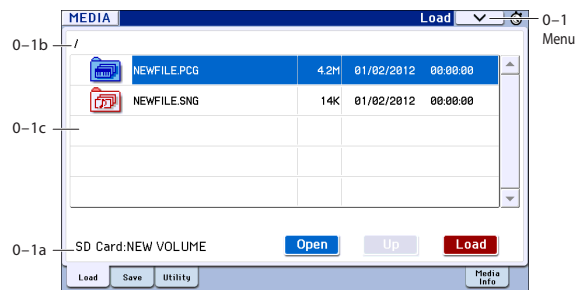 MEDIA Load
0–1
Menu
0–1b /
NEWFILE.PCG 4.2M 01/02/2012 00:00:00
NEWFILE.SNG 14K 01/02/2012 00:00:00
0–1c
0–1a SD Card:NEW VOLUME Open Up Load
Load Save Utility Media Info